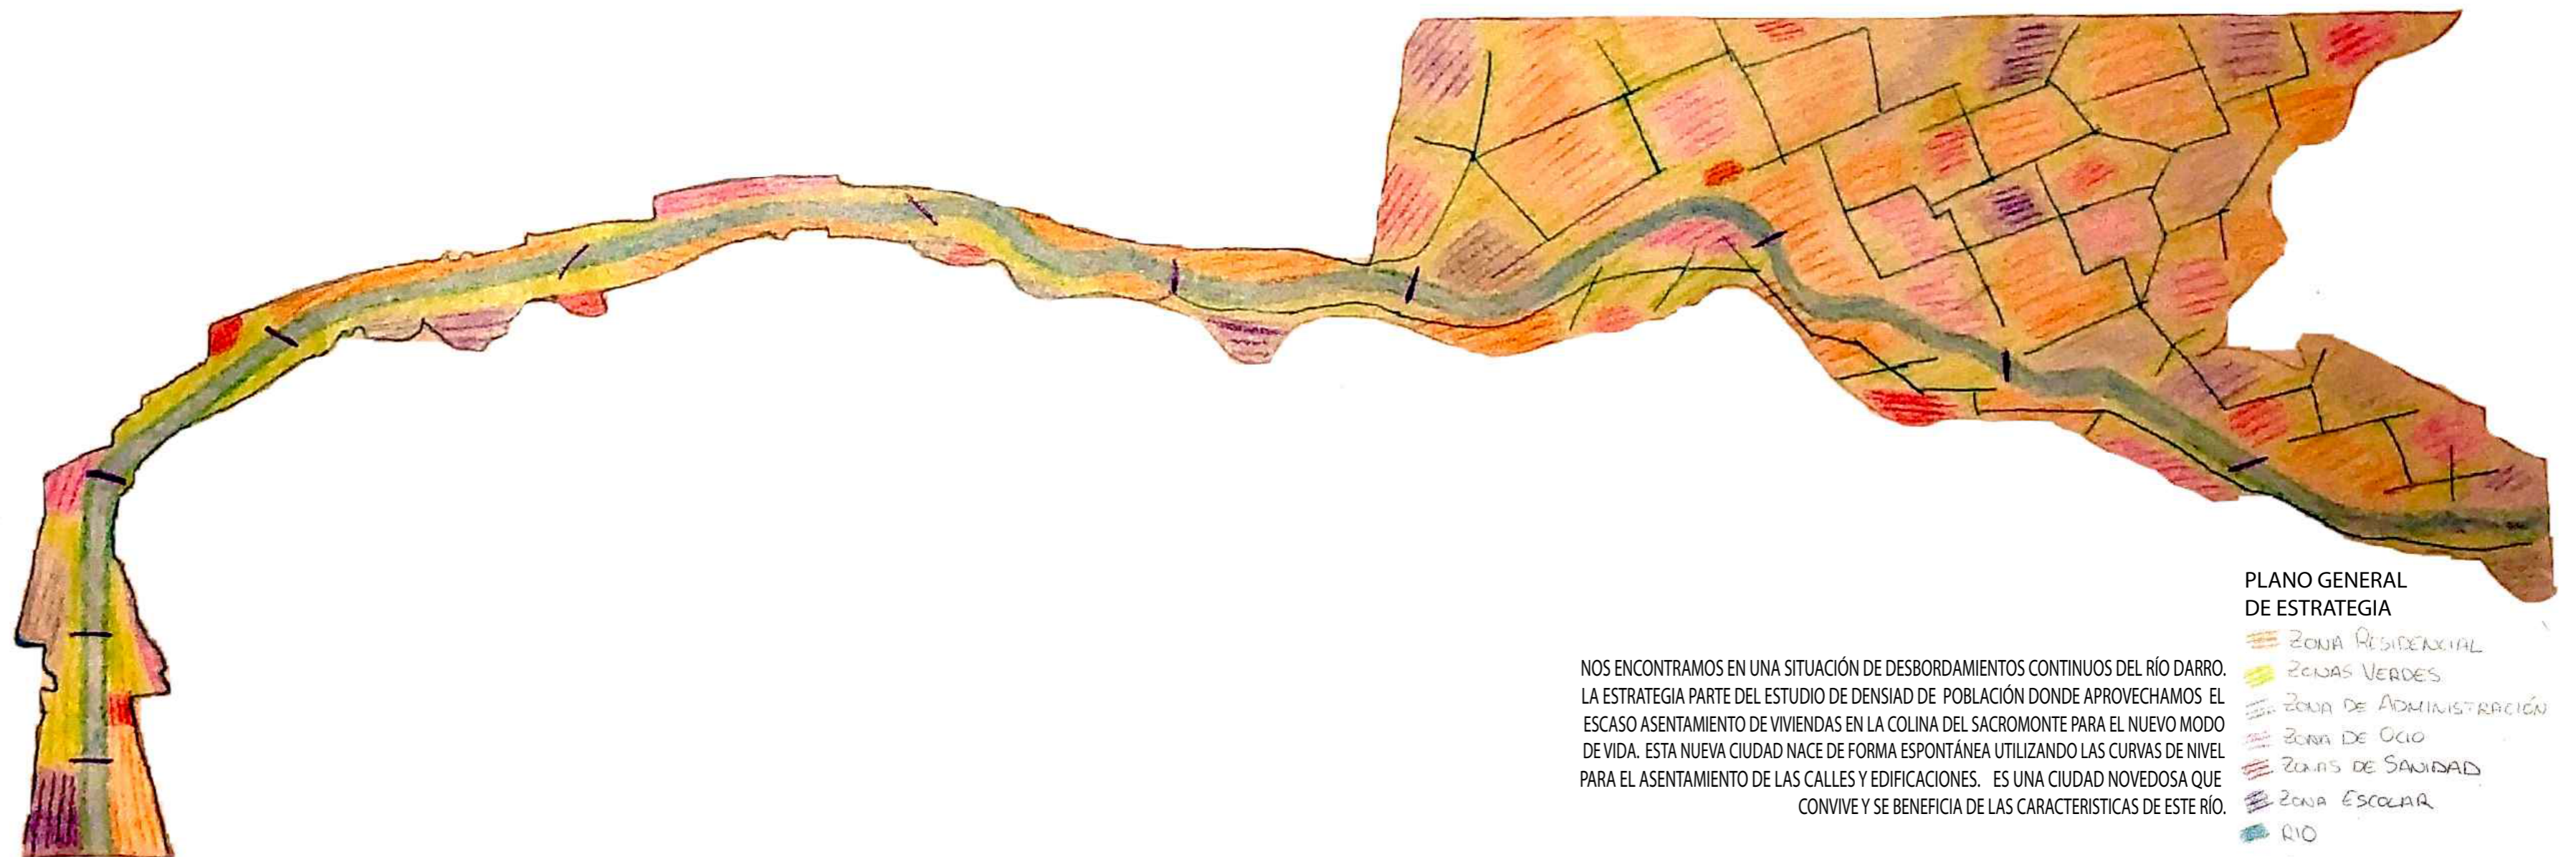 NOS ENCONTRAMOS EN UNA SITUACIÓN DE DESBORDAMIENTOS CONTINUOS DEL RÍO DARRO.
LA ESTRATEGIA PARTE DEL ESTUDIO DE DENSIAD DE POBLACIÓN DONDE APROVECHAMOS EL
ESCASO ASENTAMIENTO DE VIVIENDAS EN LA COLINA DEL SACROMONTE PARA EL NUEVO MODO
DE VIDA. ESTA NUEVA CIUDAD NACE DE FORMA ESPONTÁNEA UTILIZANDO LAS CURVAS DE NIVEL
PARA EL ASENTAMIENTO DE LAS CALLES Y EDIFICACIONES. ES UNA CIUDAD NOVEDOSA QUE
CONVIVE Y SE BENEFICIA DE LAS CARACTERISTICAS DE ESTE RÍO.
PLANO GENERAL
DE ESTRATEGIA
ZONA RESIDENCIAL
ZONAS VERDES
ZONA DE ADMINISTRACIÓN
ZONA DE OCIO
ZONAS DE SANIDAD
ZONA ESCOLAR
RIO